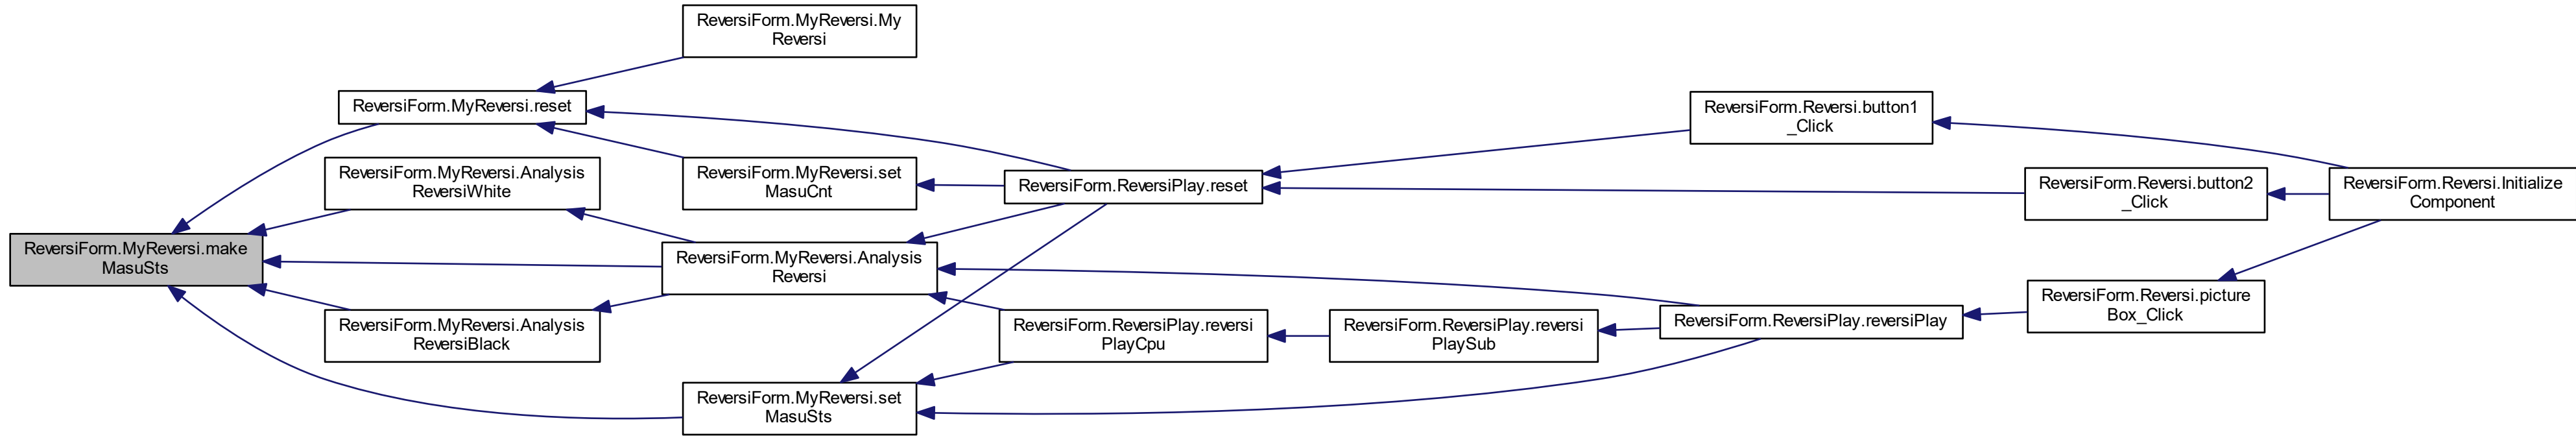 ReversiForm.MyReversi.make
MasuSts
ReversiForm.MyReversi.reset
ReversiForm.MyReversi.My
Reversi
ReversiForm.MyReversi.set
MasuCnt
ReversiForm.MyReversi.Analysis
ReversiWhite
ReversiForm.MyReversi.Analysis
Reversi
ReversiForm.MyReversi.Analysis
ReversiBlack
ReversiForm.MyReversi.set
MasuSts
ReversiForm.ReversiPlay.reset
ReversiForm.ReversiPlay.reversi
PlayCpu
ReversiForm.ReversiPlay.reversi
PlaySub
ReversiForm.ReversiPlay.reversiPlay
ReversiForm.Reversi.button1
_Click
ReversiForm.Reversi.button2
_Click
ReversiForm.Reversi.picture
Box_Click
ReversiForm.Reversi.Initialize
Component